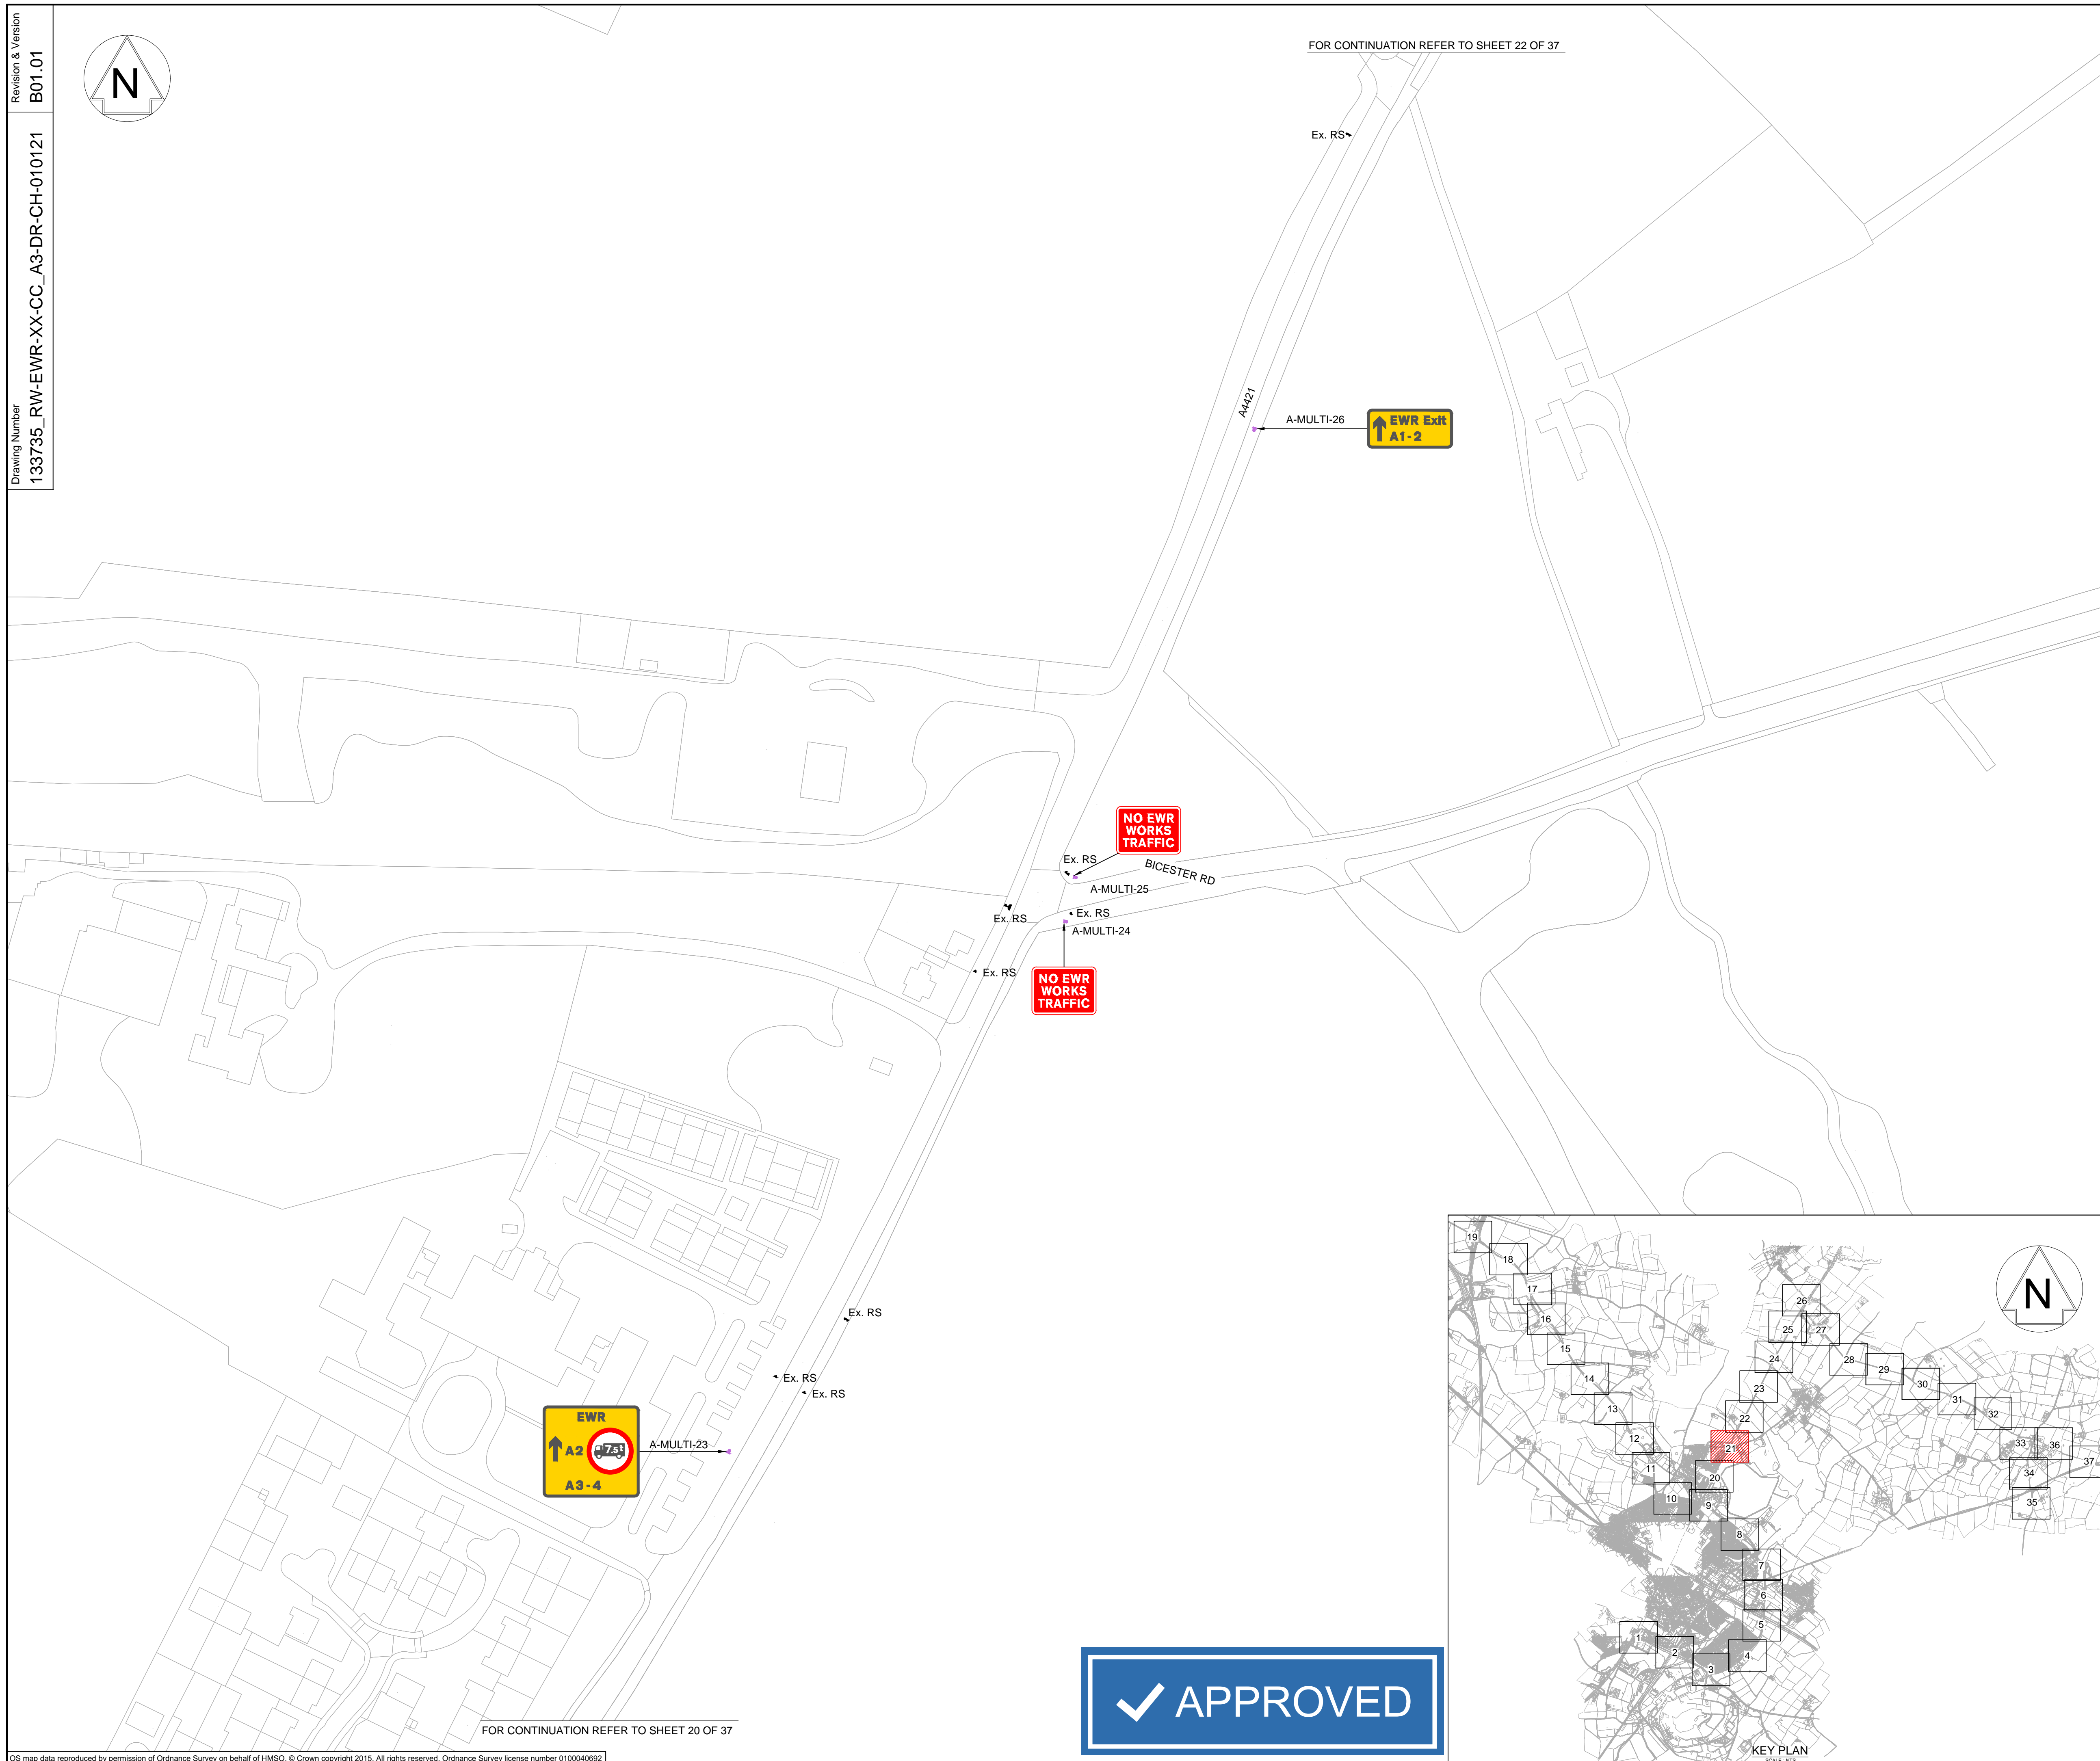 Revision & Version
B01.01
Drawing Number
133735_RW-EWR-XX-CC_A3-DR-CH-010121
N
FOR CONTINUATION REFER TO SHEET 22 OF 37
Ex. RS
A4421
A-MULTI-26
EWR Exit
A1-2
NO EWR
WORKS
TRAFFIC
Ex. RS
BICESTER RD
A-MULTI-25
Ex. RS
Ex. RS
A-MULTI-24
Ex. RS
NO EWR
WORKS
TRAFFIC
Ex. RS
Ex. RS
Ex. RS
EWR
A2
7.5t
A3-4
A-MULTI-23
FOR CONTINUATION REFER TO SHEET 20 OF 37
APPROVED
OS map data reproduced by permission of Ordnance Survey on behalf of HMSO. © Crown copyright 2015. All rights reserved. Ordnance Survey license number 0100040692
N
19
18
17
16
15
14
13
12
11
10
26
25
27
24
28
29
23
30
31
22
32
21
33
36
37
20
34
35
9
8
7
6
5
1
2
3
4
KEY PLAN
SCALE : NTS